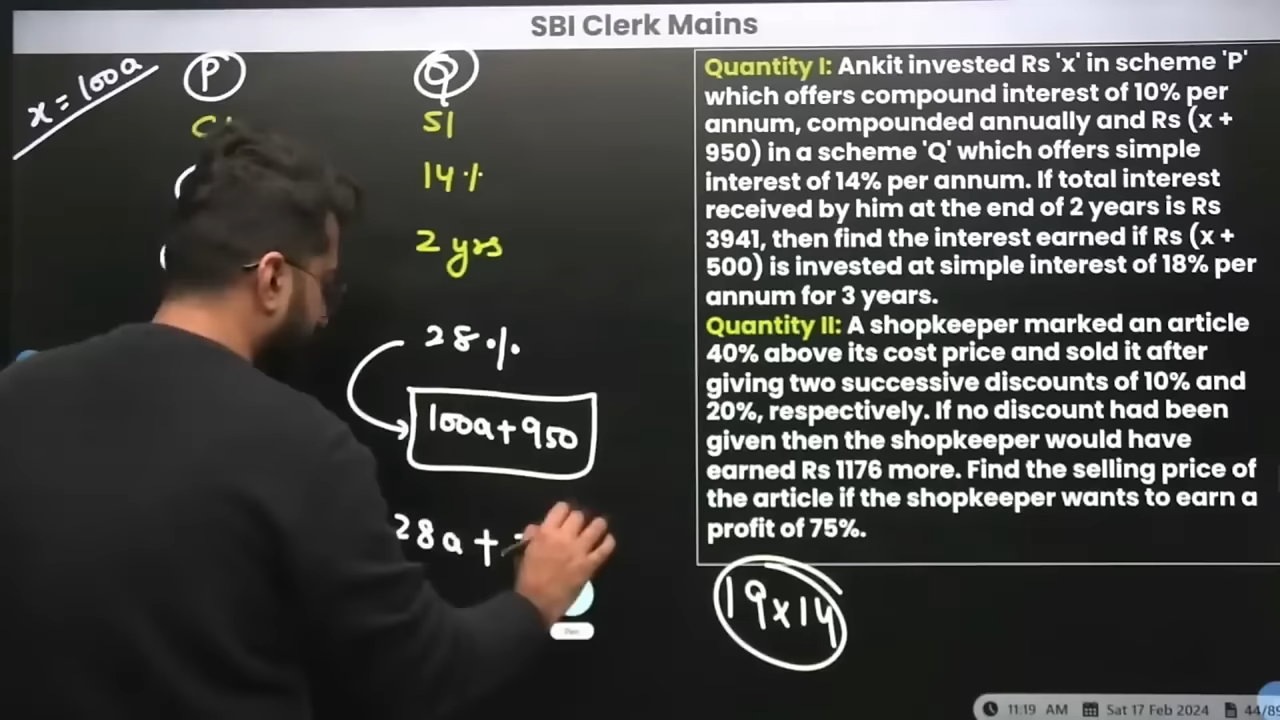 SBI Clerk Mains
x = 100a
P
Q
SI
14%
2 yrs
28%
100a + 950
28a +
Quantity I: Ankit invested Rs 'x' in scheme 'P'
which offers compound interest of 10% per
annum, compounded annually and Rs (x +
950) in a scheme 'Q' which offers simple
interest of 14% per annum. If total interest
received by him at the end of 2 years is Rs
3941, then find the interest earned if Rs (x +
500) is invested at simple interest of 18% per
annum for 3 years.
Quantity II: A shopkeeper marked an article
40% above its cost price and sold it after
giving two successive discounts of 10% and
20%, respectively. If no discount had been
given then the shopkeeper would have
earned Rs 1176 more. Find the selling price of
the article if the shopkeeper wants to earn a
profit of 75%.
19 x 14
11:19 AM Sat 17 Feb 2024 44/89